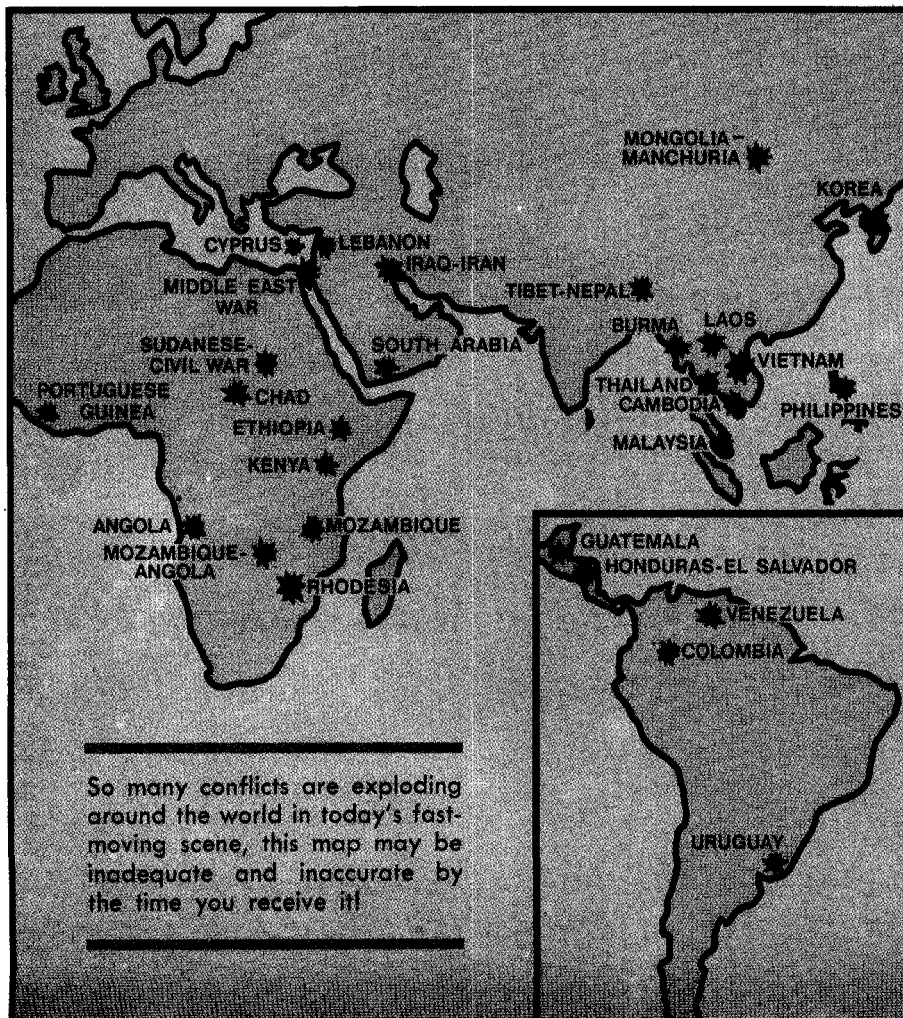 MONGOLIA-
MANCHURIA
KOREA
CYPRUS
LEBANON
IRAQ-IRAN
MIDDLE EAST
WAR
TIBET-NEPAL
BURMA
LAOS
SUDANESE-
CIVIL WAR
SOUTH ARABIA
VIETNAM
PORTUGUESE
GUINEA
CHAD
THAILAND
CAMBODIA
PHILIPPINES
ETHIOPIA
MALAYSIA
KENYA
ANGOLA
MOZAMBIQUE
MOZAMBIQUE-
ANGOLA
RHODESIA
GUATEMALA
HONDURAS-EL SALVADOR
VENEZUELA
COLOMBIA
URUGUAY
So many conflicts are exploding
around the world in today's fast-
moving scene, this map may be
inadequate and inaccurate by
the time you receive it!